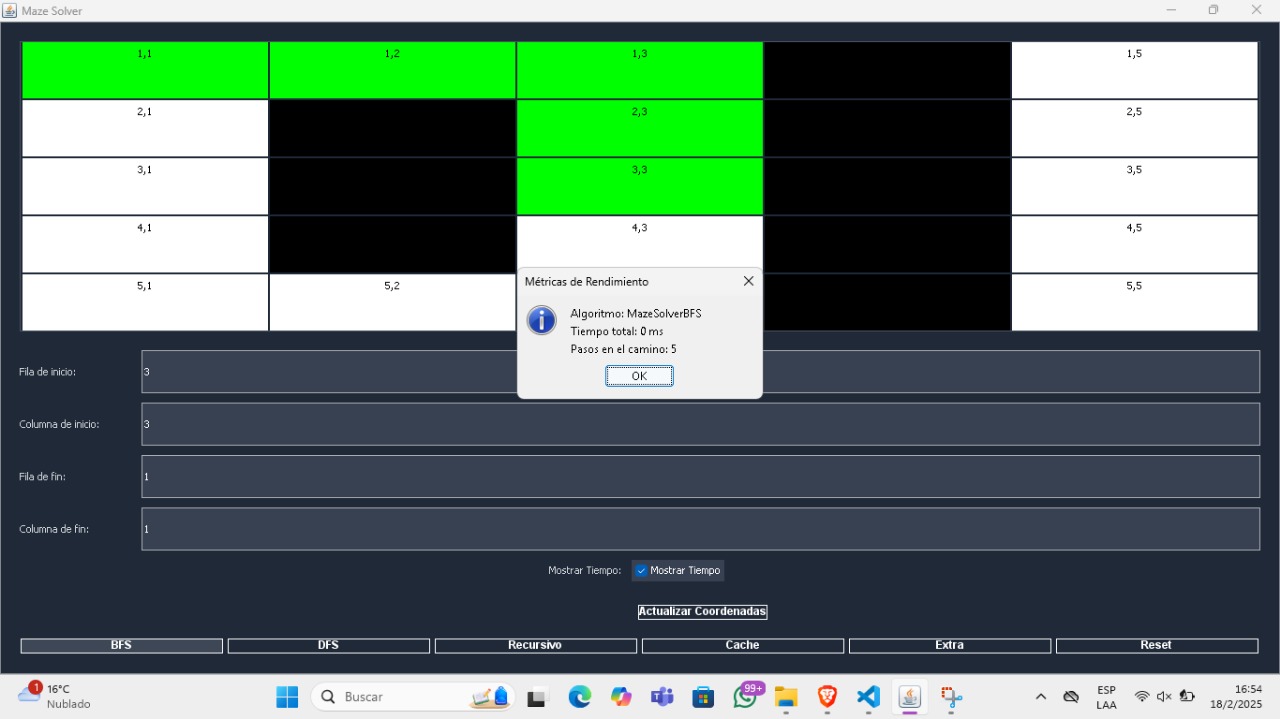 Maze Solver
1,1
1,2
1,3
1,5
2,1
2,3
2,5
3,1
3,3
3,5
4,1
4,3
4,5
5,1
5,2
5,5
Métricas de Rendimiento
Algoritmo: MazeSolverBFS
Tiempo total: 0 ms
Pasos en el camino: 5
OK
Fila de inicio:
3
Columna de inicio:
3
Fila de fin:
1
Columna de fin:
1
Mostrar Tiempo:
Mostrar Tiempo
Actualizar Coordenadas
BFS
DFS
Recursivo
Cache
Extra
Reset
1
16°C
Nublado
Buscar
99+
ESP
LAA
16:54
18/2/2025